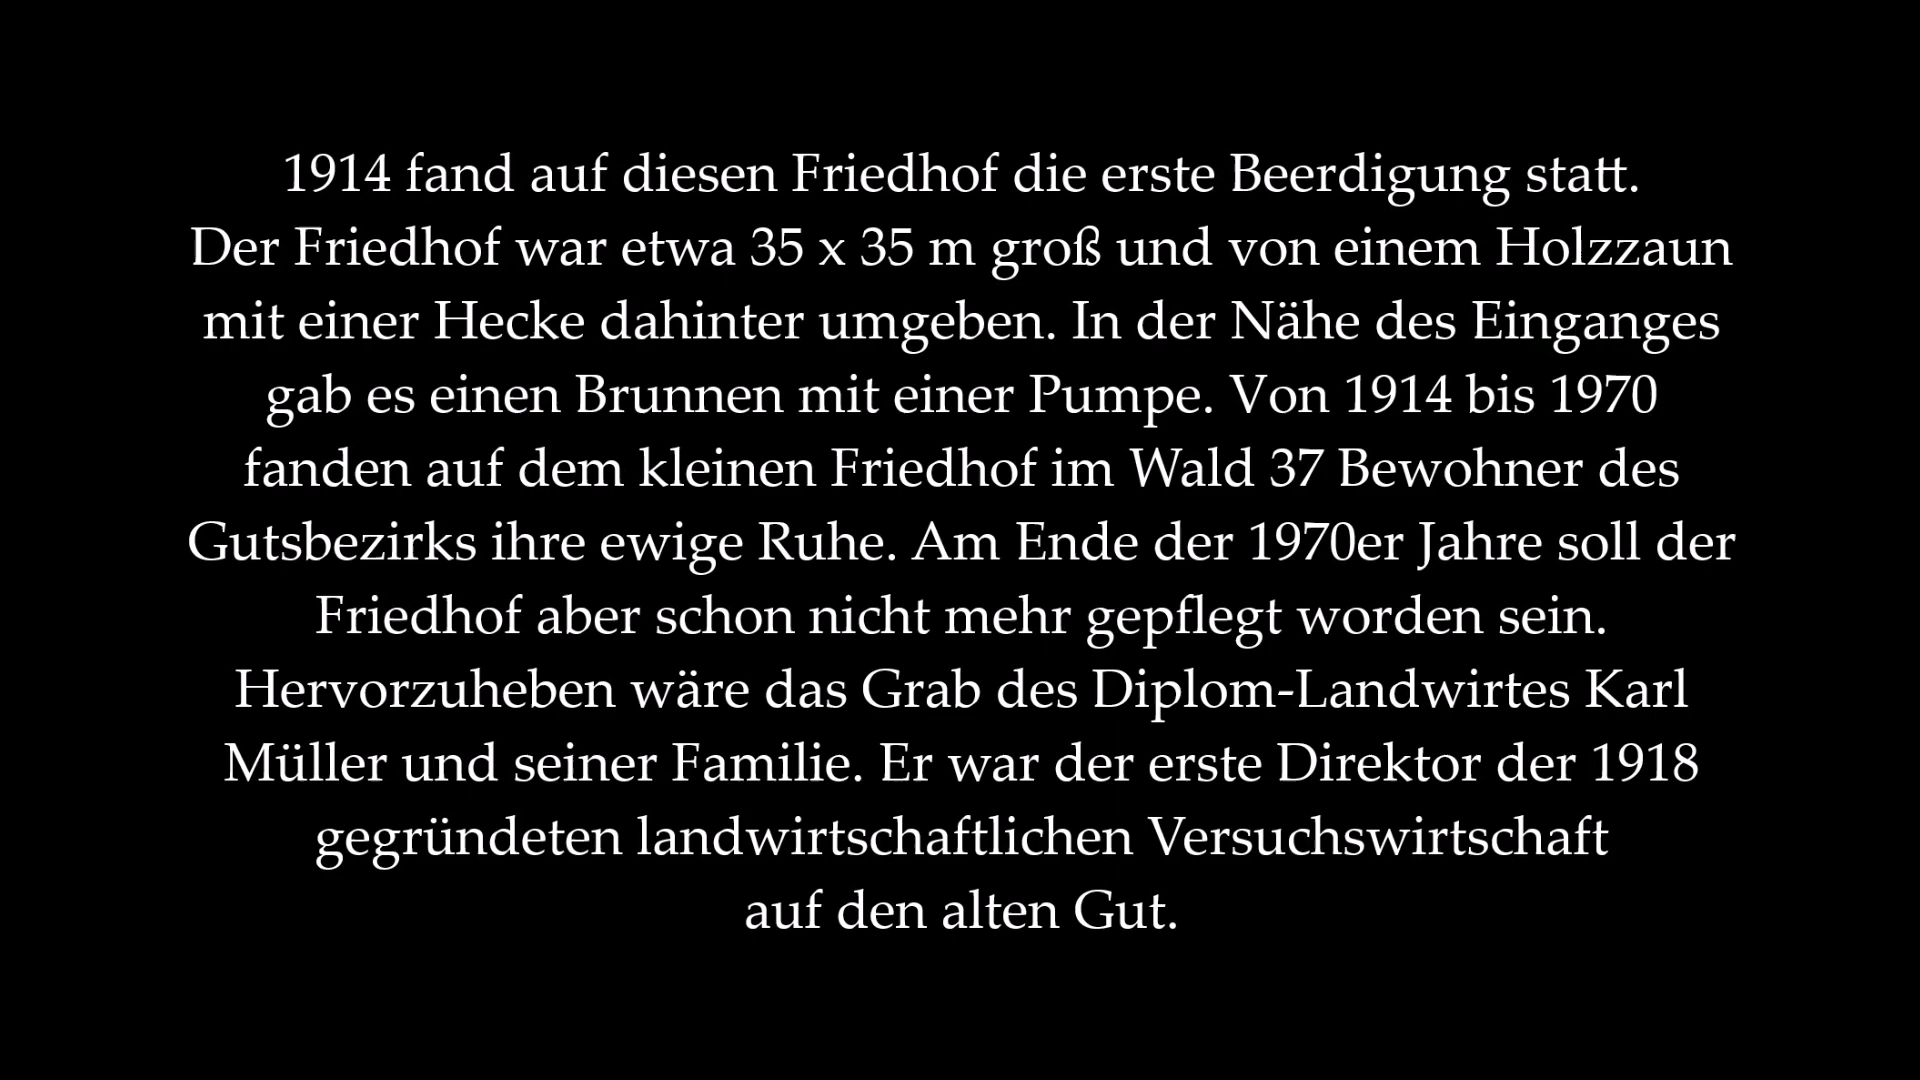 1914 fand auf diesen Friedhof die erste Beerdigung statt.
Der Friedhof war etwa 35 x 35 m groß und von einem Holzzaun
mit einer Hecke dahinter umgeben. In der Nähe des Einganges
gab es einen Brunnen mit einer Pumpe. Von 1914 bis 1970
fanden auf dem kleinen Friedhof im Wald 37 Bewohner des
Gutsbezirks ihre ewige Ruhe. Am Ende der 1970er Jahre soll der
Friedhof aber schon nicht mehr gepflegt worden sein.
Hervorzuheben wäre das Grab des Diplom-Landwirtes Karl
Müller und seiner Familie. Er war der erste Direktor der 1918
gegründeten landwirtschaftlichen Versuchswirtschaft
auf den alten Gut.